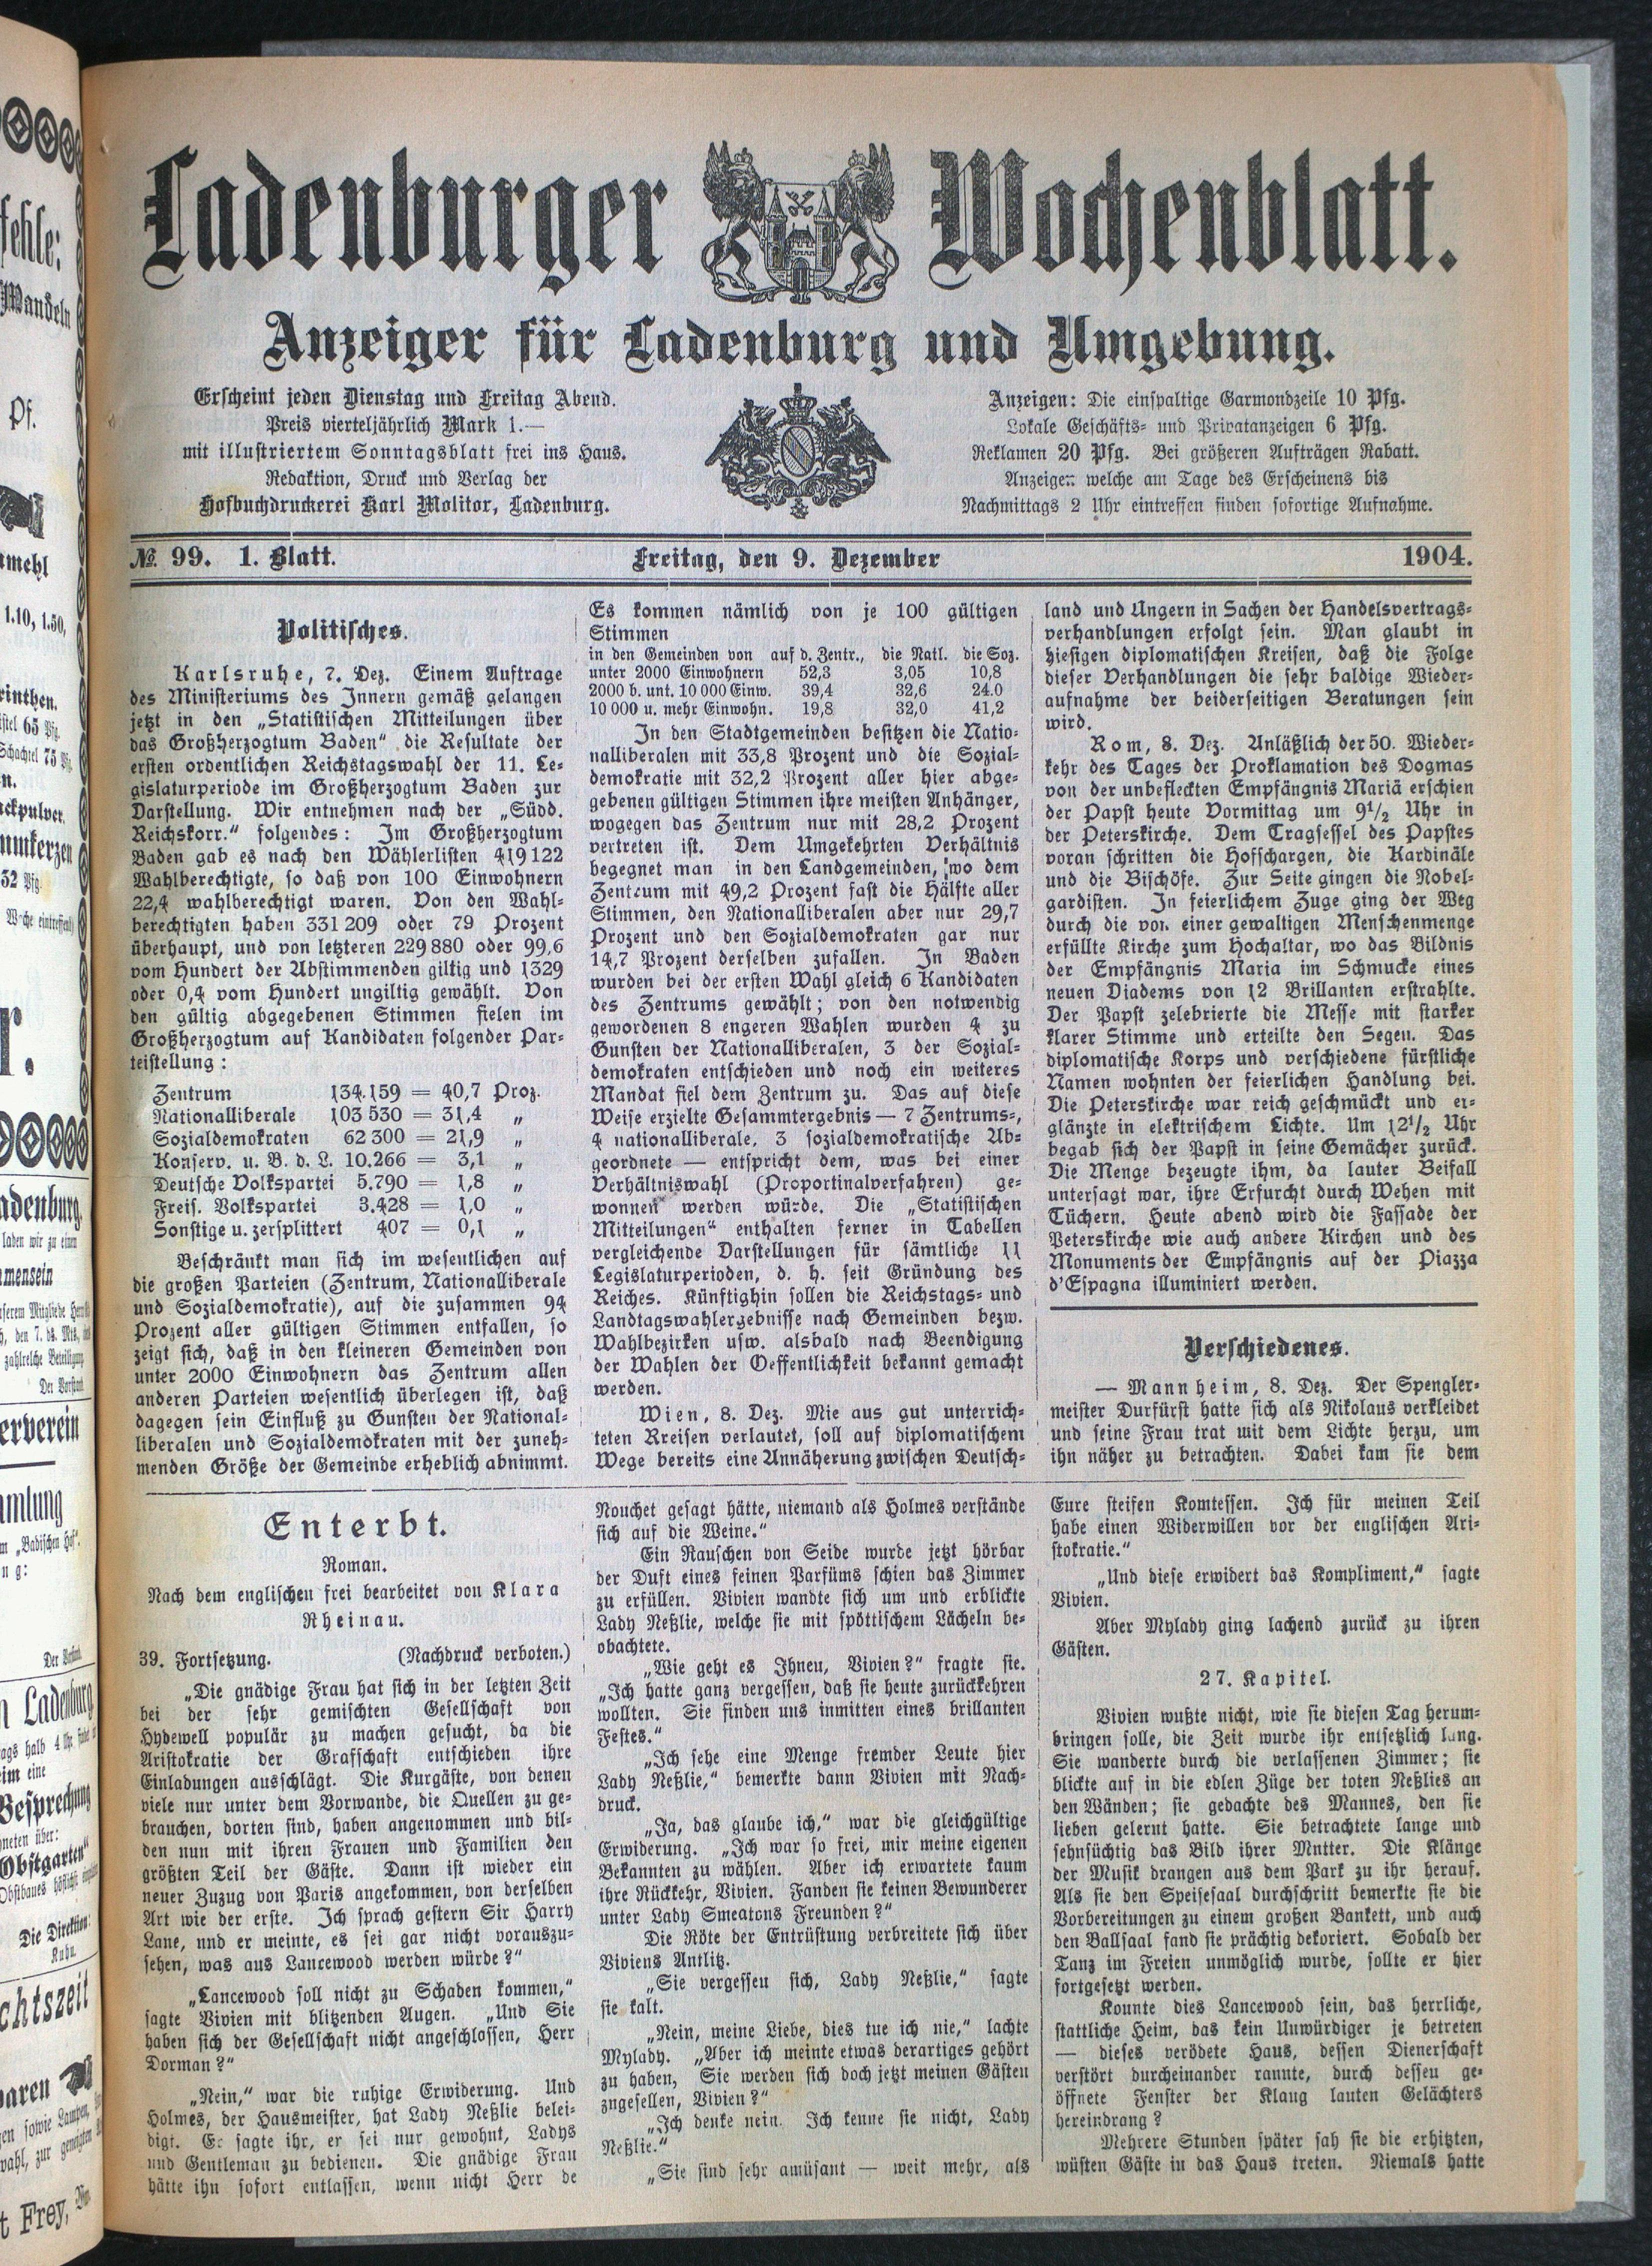 Ladenburger Wochenblatt.
Anzeiger für Ladenburg und Umgebung.
Erscheint jeden Dienstag und Freitag Abend.
Preis vierteljährlich Mark 1.—
mit illustriertem Sonntagsblatt frei ins Haus.
Redaktion, Druck und Verlag der
Hofbuchdruckerei Karl Molitor, Ladenburg.
Anzeigen: Die einspaltige Garmondzeile 10 Pfg.
Lokale Geschäfts- und Privatanzeigen 6 Pfg.
Reklamen 20 Pfg. Bei größeren Aufträgen Rabatt.
Anzeigen welche am Tage des Erscheinens bis
Nachmittags 2 Uhr eintreffen finden sofortige Aufnahme.
№ 99. 1. Blatt. Freitag, den 9. Dezember 1904.
Politisches.
Karlsruhe, 7. Dez. Einem Auftrage
des Ministeriums des Innern gemäß gelangen
jetzt in den „Statistischen Mitteilungen über
das Großherzogtum Baden“ die Resultate der
ersten ordentlichen Reichstagswahl der 11. Le-
gislaturperiode im Großherzogtum Baden zur
Darstellung. Wir entnehmen nach der „Südd.
Reichskorr.“ folgendes: Im Großherzogtum
Baden gab es nach den Wählerlisten 419122
Wahlberechtigte, so daß von 100 Einwohnern
22,4 wahlberechtigt waren. Von den Wahl-
berechtigten haben 331209 oder 79 Prozent
überhaupt, und von letzteren 229880 oder 99,6
vom Hundert der Abstimmenden giltig und 1329
oder 0,4 vom Hundert ungiltig gewählt. Von
den gültig abgegebenen Stimmen fielen im
Großherzogtum auf Kandidaten folgender Par-
teistellung:
Zentrum 134.159 = 40,7 Proz.
Nationalliberale 103530 = 31,4 „
Sozialdemokraten 62300 = 21,9 „
Konserv. u. B. d. L. 10.266 = 3,1 „
Deutsche Volkspartei 5.790 = 1,8 „
Freis. Volkspartei 3.428 = 1,0 „
Sonstige u. zersplittert 407 = 0,1 „
Beschränkt man sich im wesentlichen auf
die großen Parteien (Zentrum, Nationalliberale
und Sozialdemokratie), auf die zusammen 94
Prozent aller gültigen Stimmen entfallen, so
zeigt sich, daß in den kleineren Gemeinden von
unter 2000 Einwohnern das Zentrum allen
anderen Parteien wesentlich überlegen ist, daß
dagegen sein Einfluß zu Gunsten der National-
liberalen und Sozialdemokraten mit der zuneh-
menden Größe der Gemeinde erheblich abnimmt.
Es kommen nämlich von je 100 gültigen
Stimmen
in den Gemeinden von auf d. Zentr., die Natl. die Soz.
unter 2000 Einwohnern 52,3 3,05 10,8
2000 b. unt. 10000 Einw. 39,4 32,6 24.0
10000 u. mehr Einwohn. 19,8 32,0 41,2
In den Stadtgemeinden besitzen die Natio-
nalliberalen mit 33,8 Prozent und die Sozial-
demokratie mit 32,2 Prozent aller hier abge-
gebenen gültigen Stimmen ihre meisten Anhänger,
wogegen das Zentrum nur mit 28,2 Prozent
vertreten ist. Dem Umgekehrten Verhältnis
begegnet man in den Landgemeinden, wo dem
Zentrum mit 49,2 Prozent fast die Hälfte aller
Stimmen, den Nationalliberalen aber nur 29,7
Prozent und den Sozialdemokraten gar nur
14,7 Prozent derselben zufallen. In Baden
wurden bei der ersten Wahl gleich 6 Kandidaten
des Zentrums gewählt; von den notwendig
gewordenen 8 engeren Wahlen wurden 4 zu
Gunsten der Nationalliberalen, 3 der Sozial-
demokraten entschieden und noch ein weiteres
Mandat fiel dem Zentrum zu. Das auf diese
Weise erzielte Gesammtergebnis — 7 Zentrums-,
4 nationalliberale, 3 sozialdemokratische Ab-
geordnete — entspricht dem, was bei einer
Verhältniswahl (Proportinalverfahren) ge-
wonnen werden würde. Die „Statistischen
Mitteilungen“ enthalten ferner in Tabellen
vergleichende Darstellungen für sämtliche 11
Legislaturperioden, d. h. seit Gründung des
Reiches. Künftighin sollen die Reichstags- und
Landtagswahlergebnisse nach Gemeinden bezw.
Wahlbezirken usw. alsbald nach Beendigung
der Wahlen der Oeffentlichkeit bekannt gemacht
werden.
Wien, 8. Dez. Mie aus gut unterrich-
teten Rreisen verlautet, soll auf diplomatischem
Wege bereits eine Annäherung zwischen Deutsch-
land und Ungern in Sachen der Handelsvertrags-
verhandlungen erfolgt sein. Man glaubt in
hiesigen diplomatischen Kreisen, daß die Folge
dieser Verhandlungen die sehr baldige Wieder-
aufnahme der beiderseitigen Beratungen sein
wird.
Rom, 8. Dez. Anläßlich der 50. Wieder-
kehr des Tages der Proklamation des Dogmas
von der unbefleckten Empfängnis Mariä erschien
der Papst heute Vormittag um 9½ Uhr in
der Peterskirche. Dem Tragsessel des Papstes
voran schritten die Hofschargen, die Kardinäle
und die Bischöfe. Zur Seite gingen die Nobel-
gardisten. In feierlichem Zuge ging der Weg
durch die von einer gewaltigen Menschenmenge
erfüllte Kirche zum Hochaltar, wo das Bildnis
der Empfängnis Maria im Schmucke eines
neuen Diadems von 12 Brillanten erstrahlte.
Der Papst zelebrierte die Messe mit starker
klarer Stimme und erteilte den Segen. Das
diplomatische Korps und verschiedene fürstliche
Namen wohnten der feierlichen Handlung bei.
Die Peterskirche war reich geschmückt und er-
glänzte in elektrischem Lichte. Um 12½ Uhr
begab sich der Papst in seine Gemächer zurück.
Die Menge bezeugte ihm, da lauter Beifall
untersagt war, ihre Erfurcht durch Wehen mit
Tüchern. Heute abend wird die Fassade der
Peterskirche wie auch andere Kirchen und des
Monuments der Empfängnis auf der Piazza
d'Espagna illuminiert werden.
Verschiedenes.
— Mannheim, 8. Dez. Der Spengler-
meister Durfürst hatte sich als Nikolaus verkleidet
und seine Frau trat mit dem Lichte herzu, um
ihn näher zu betrachten. Dabei kam sie dem
Enterbt.
Roman.
Nach dem englischen frei bearbeitet von Klara
Rheinau.
39. Fortsetzung. (Nachdruck verboten.)
„Die gnädige Frau hat sich in der letzten Zeit
bei der sehr gemischten Gesellschaft von
Hydewell populär zu machen gesucht, da die
Aristokratie der Grafschaft entschieden ihre
Einladungen ausschlägt. Die Kurgäste, von denen
viele nur unter dem Vorwande, die Quellen zu ge-
brauchen, dorten sind, haben angenommen und bil-
den nun mit ihren Frauen und Familien den
größten Teil der Gäste. Dann ist wieder ein
neuer Zuzug von Paris angekommen, von derselben
Art wie der erste. Ich sprach gestern Sir Harry
Lane, und er meinte, es sei gar nicht vorauszu-
sehen, was aus Lancewood werden würde?“
„Lancewood soll nicht zu Schaden kommen,“
sagte Vivien mit blitzenden Augen. „Und Sie
haben sich der Gesellschaft nicht angeschlossen, Herr
Dorman?“
„Nein,“ war die ruhige Erwiderung. Und
Holmes, der Hausmeister, hat Lady Neßlie belei-
digt. Er sagte ihr, er sei nur gewohnt, Ladys
und Gentleman zu bedienen. Die gnädige Frau
hätte ihn sofort entlassen, wenn nicht Herr de
Nouchet gesagt hätte, niemand als Holmes verstände
sich auf die Weine.“
Ein Rauschen von Seide wurde jetzt hörbar
der Duft eines feinen Parfüms schien das Zimmer
zu erfüllen. Vivien wandte sich um und erblickte
Lady Neßlie, welche sie mit spöttischem Lächeln be-
obachtete.
„Wie geht es Ihneu, Vivien?“ fragte sie.
„Ich hatte ganz vergessen, daß sie heute zurückkehren
wollten. Sie finden uns inmitten eines brillanten
Festes.“
„Ich sehe eine Menge fremder Leute hier
Lady Neßlie,“ bemerkte dann Vivien mit Nach-
druck.
„Ja, das glaube ich,“ war die gleichgültige
Erwiderung. „Ich war so frei, mir meine eigenen
Bekannten zu wählen. Aber ich erwartete kaum
ihre Rückkehr, Vivien. Fanden sie keinen Bewunderer
unter Lady Smeatons Freunden?“
Die Röte der Entrüstung verbreitete sich über
Viviens Antlitz.
„Sie vergesseu sich, Lady Neßlie,“ sagte
sie kalt.
„Nein, meine Liebe, dies tue ich nie,“ lachte
Mylady. „Aber ich meinte etwas derartiges gehört
zu haben, Sie werden sich doch jetzt meinen Gästen
zugesellen, Vivien?“
„Ich denke nein. Ich kenne sie nicht, Lady
Neßlie.“
„Sie sind sehr amüsant — weit mehr, als
Eure steifen Komtessen. Ich für meinen Teil
habe einen Widerwillen vor der englischen Ari-
stokratie.“
„Und diese erwidert das Kompliment,“ sagte
Vivien.
Aber Mylady ging lachend zurück zu ihren
Gästen.
27. Kapitel.
Vivien wußte nicht, wie sie diesen Tag herum-
bringen solle, die Zeit wurde ihr entsetzlich lang.
Sie wanderte durch die verlassenen Zimmer; sie
blickte auf in die edlen Züge der toten Neßlies an
den Wänden; sie gedachte des Mannes, den sie
lieben gelernt hatte. Sie betrachtete lange und
sehnsüchtig das Bild ihrer Mntter. Die Klänge
der Musik drangen aus dem Park zu ihr herauf.
Als sie den Speisesaal durchschritt bemerkte sie die
Vorbereitungen zu einem großen Bankett, und auch
den Ballsaal fand sie prächtig dekoriert. Sobald der
Tanz im Freien unmöglich wurde, sollte er hier
fortgesetzt werden.
Kounte dies Lancewood sein, das herrliche,
stattliche Heim, das kein Unwürdiger je betreten
— dieses verödete Haus, dessen Dienerschaft
verstört durcheinander rannte, durch desseu ge-
öffnete Fenster der Klaug lauten Gelächters
hereindrang?
Mehrere Stunden später sah sie die erhitzten,
wüsten Gäste in das Haus treten. Niemals hatte